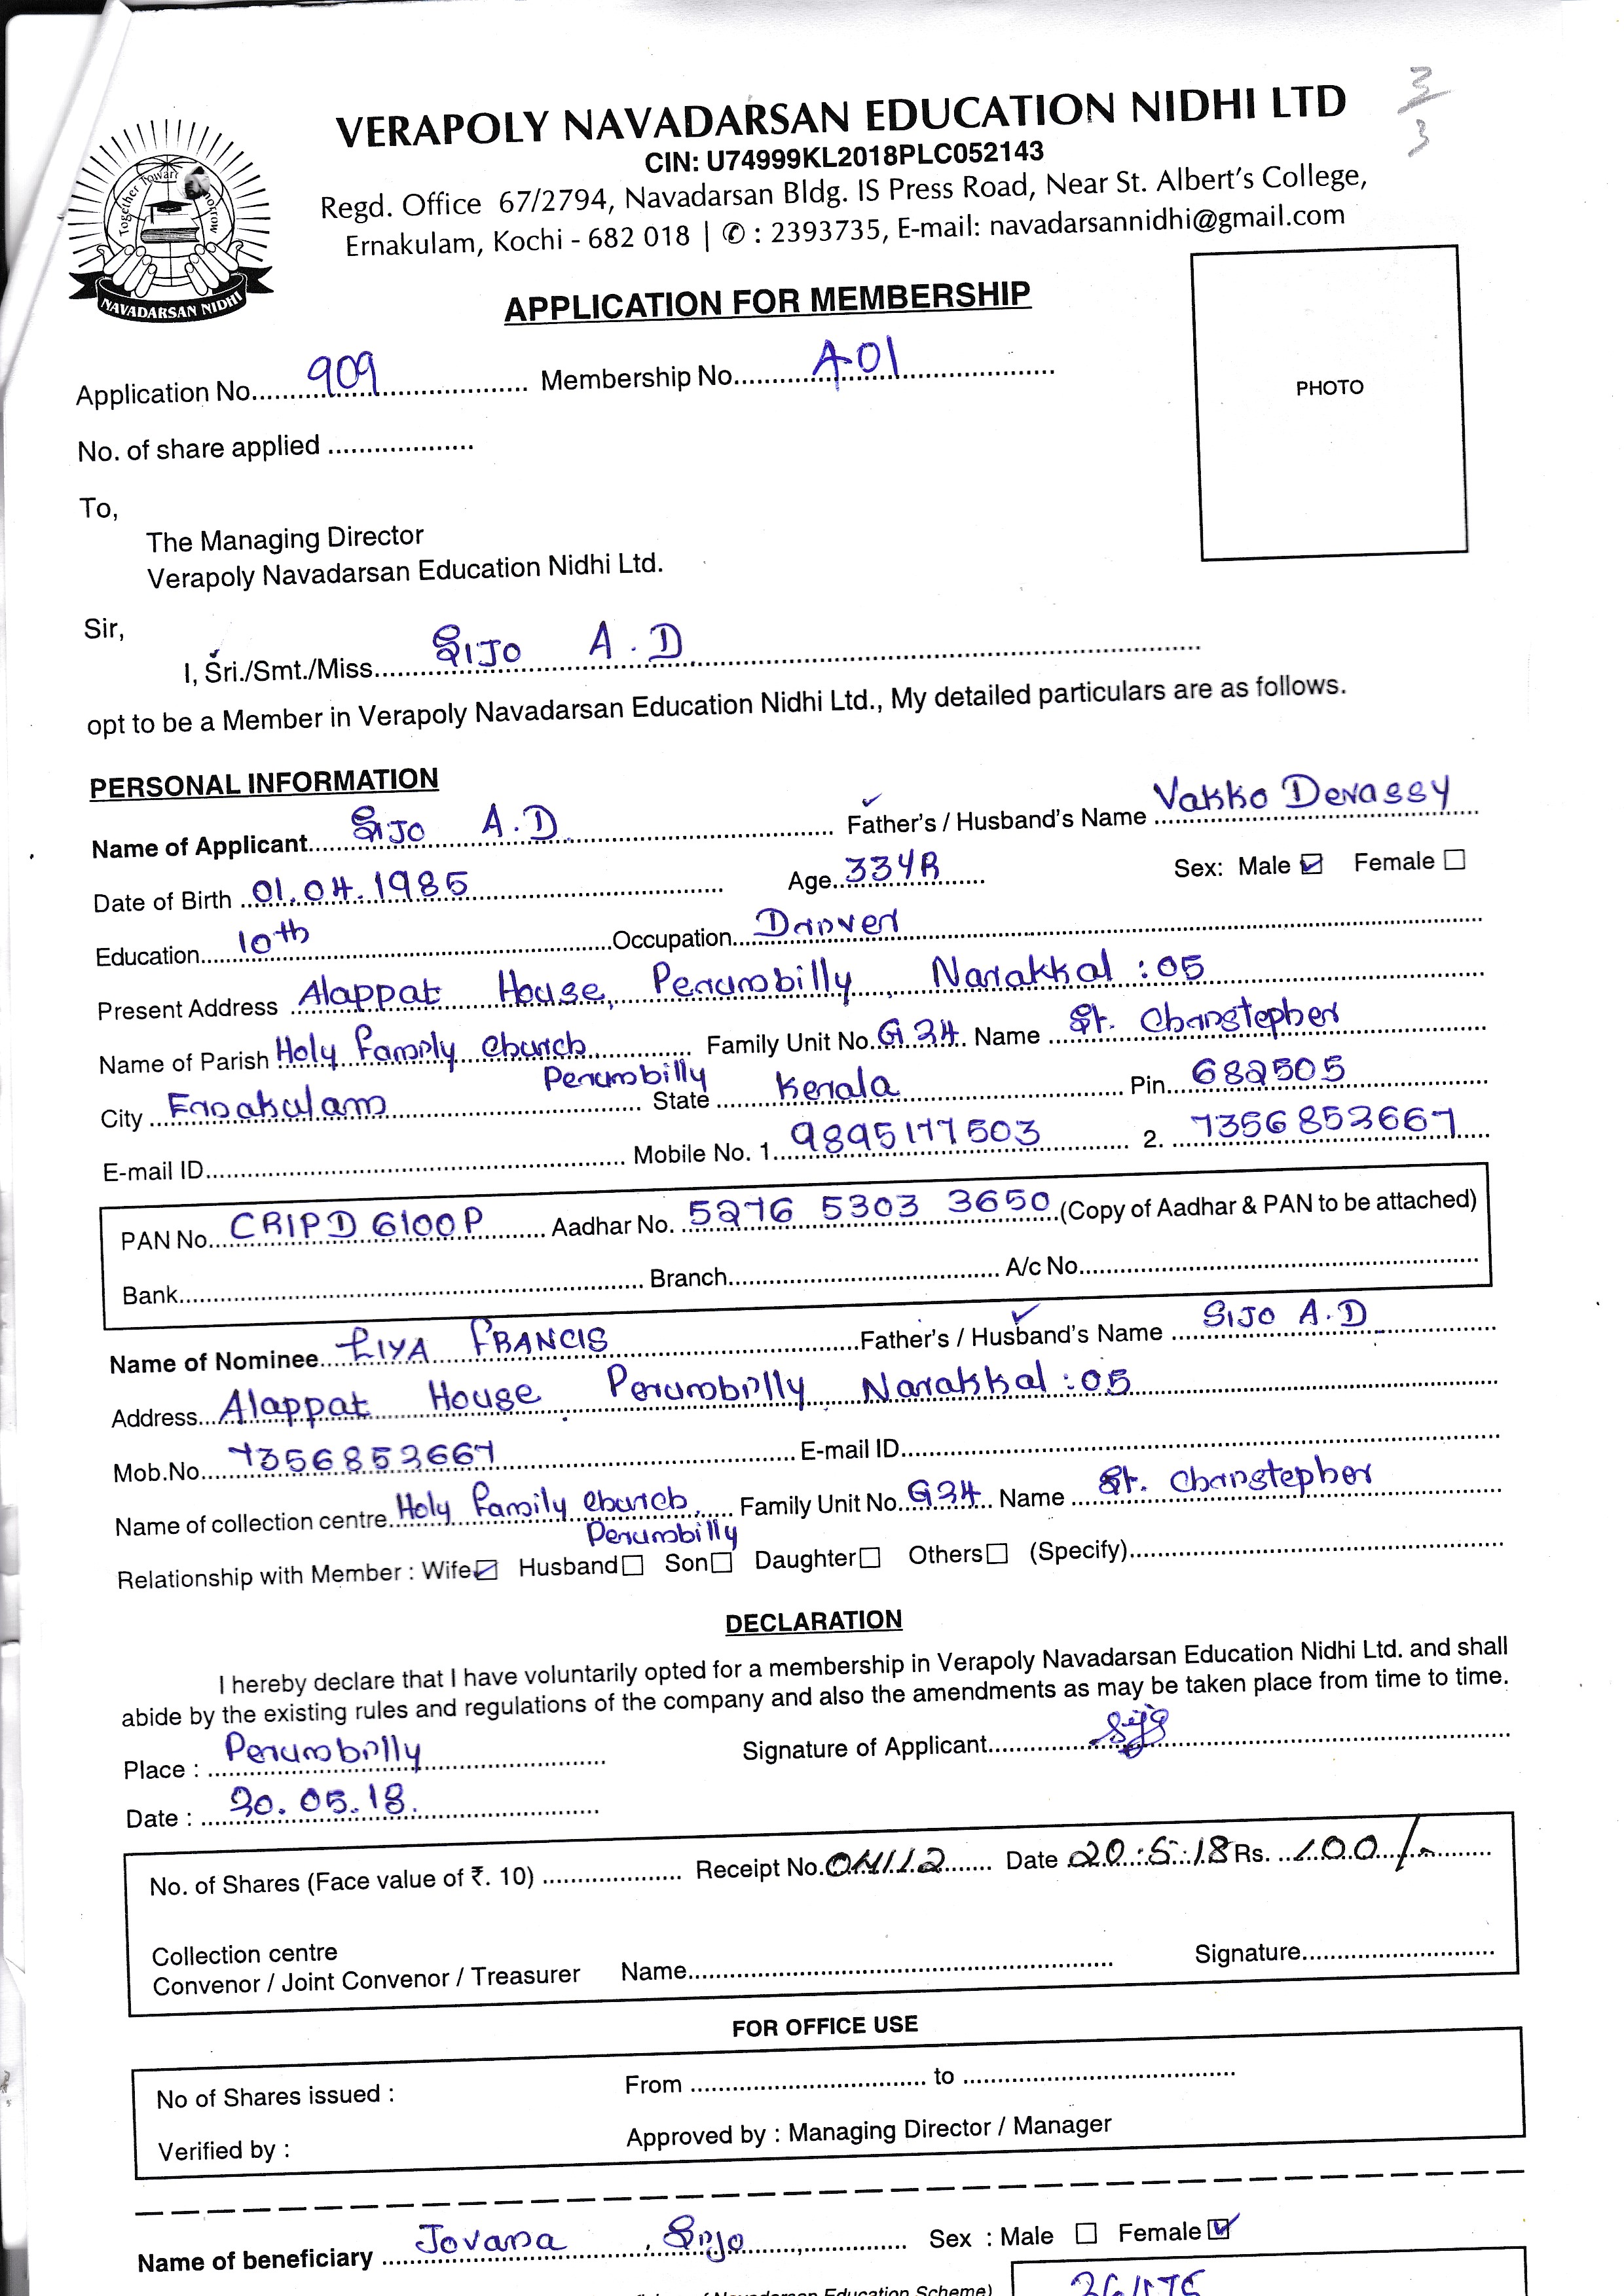 VERAPOLY NAVADARSAN EDUCATION NIDHI LTD
CIN: U74999KL2018PLC052143
Regd. Office 67/2794, Navadarsan Bldg. IS Press Road, Near St. Albert's College,
Ernakulam, Kochi - 682 018 | ✆ : 2393735, E-mail: navadarsannidhi@gmail.com
3/3
Together Towards Tomorrow
NAVADARSAN NIDHI
APPLICATION FOR MEMBERSHIP
PHOTO
Application No. 909 Membership No. A-01
No. of share applied
To,
The Managing Director
Verapoly Navadarsan Education Nidhi Ltd.
Sir,
I, Sri./Smt./Miss. SIJO A.D
opt to be a Member in Verapoly Navadarsan Education Nidhi Ltd., My detailed particulars are as follows.
PERSONAL INFORMATION
Name of Applicant SIJO A.D Father's / Husband's Name Vakko Devassy
Date of Birth 01.04.1985 Age 33YR Sex: Male ☑ Female ☐
Education 10th Occupation Driver
Present Address Alappat House, Perumbilly, Narakkal : 05
Name of Parish Holy Family Church, Perumbilly Family Unit No. G24 Name St. Christepher
City Ernakulam State Kerala Pin 682505
E-mail ID Mobile No. 1. 9895177503 2. 7356852667
PAN No. CRIPD6100P Aadhar No. 5276 5303 3650 (Copy of Aadhar & PAN to be attached)
Bank Branch A/c No.
Name of Nominee LIYA FRANCIS Father's / Husband's Name SIJO A.D
Address Alappat House Perumbilly Narakkal : 05
Mob.No. 7356852667 E-mail ID
Name of collection centre Holy Family Church, Perumbilly Family Unit No. G24 Name St. Christepher
Relationship with Member : Wife ☑ Husband ☐ Son ☐ Daughter ☐ Others ☐ (Specify)
DECLARATION
I hereby declare that I have voluntarily opted for a membership in Verapoly Navadarsan Education Nidhi Ltd. and shall
abide by the existing rules and regulations of the company and also the amendments as may be taken place from time to time.
Place : Perumbilly Signature of Applicant Sijo
Date : 20.05.18.
No. of Shares (Face value of ₹. 10) Receipt No. 04112 Date 20:5:18 Rs. 100/-
Collection centre
Convenor / Joint Convenor / Treasurer Name Signature
FOR OFFICE USE
No of Shares issued : From to
Verified by : Approved by : Managing Director / Manager
Name of beneficiary Jovana Sijo Sex : Male ☐ Female ☑
Navadarsan Education Scheme)